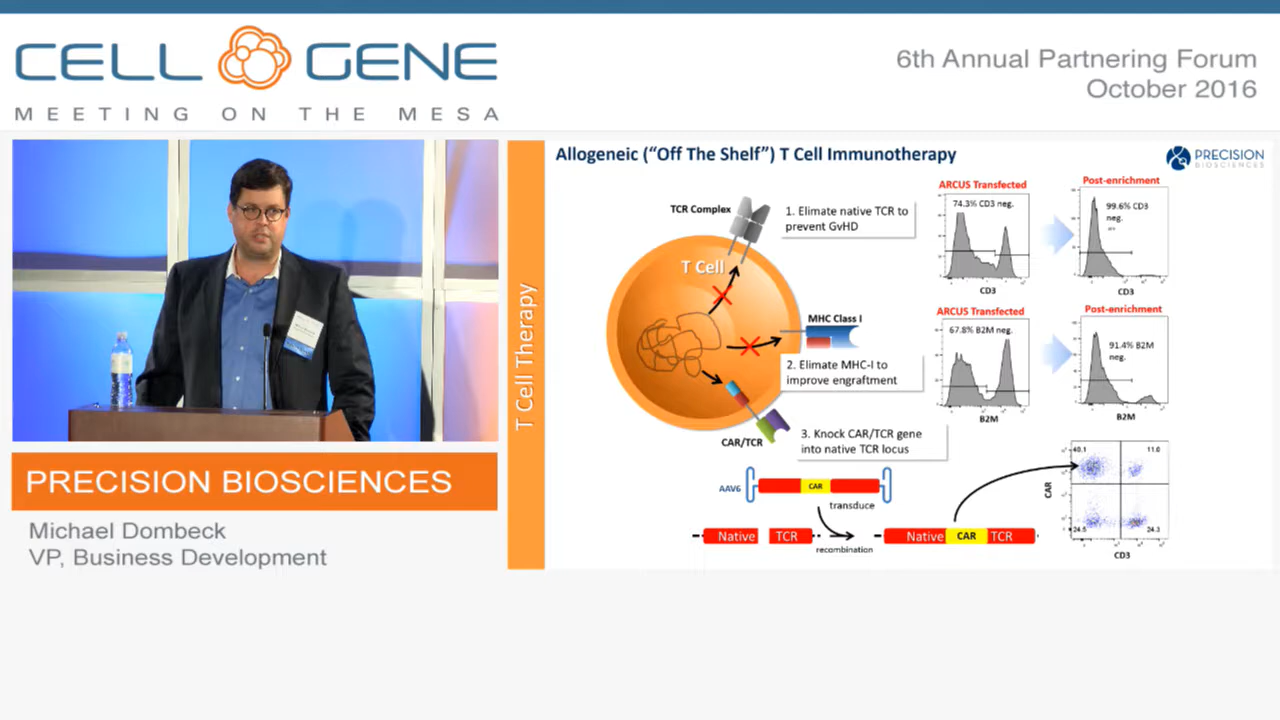 CELL GENE
MEETING ON THE MESA
6th Annual Partnering Forum
October 2016
PRECISION BIOSCIENCES
Michael Dombeck
VP, Business Development
T Cell Therapy
Allogeneic (“Off The Shelf”) T Cell Immunotherapy
PRECISION
BIOSCIENCES
TCR Complex
1. Elimate native TCR to
prevent GvHD
T Cell
MHC Class I
2. Elimate MHC-I to
improve engraftment
CAR/TCR
3. Knock CAR/TCR gene
into native TCR locus
AAV6
CAR
transduce
Native
TCR
recombination
Native
CAR
TCR
ARCUS Transfected
74.3% CD3 neg.
CD3
Post-enrichment
99.6% CD3
neg.
CD3
ARCUS Transfected
67.8% B2M neg.
B2M
Post-enrichment
91.4% B2M
neg.
B2M
CAR
40.1
11.0
24.5
24.3
CD3